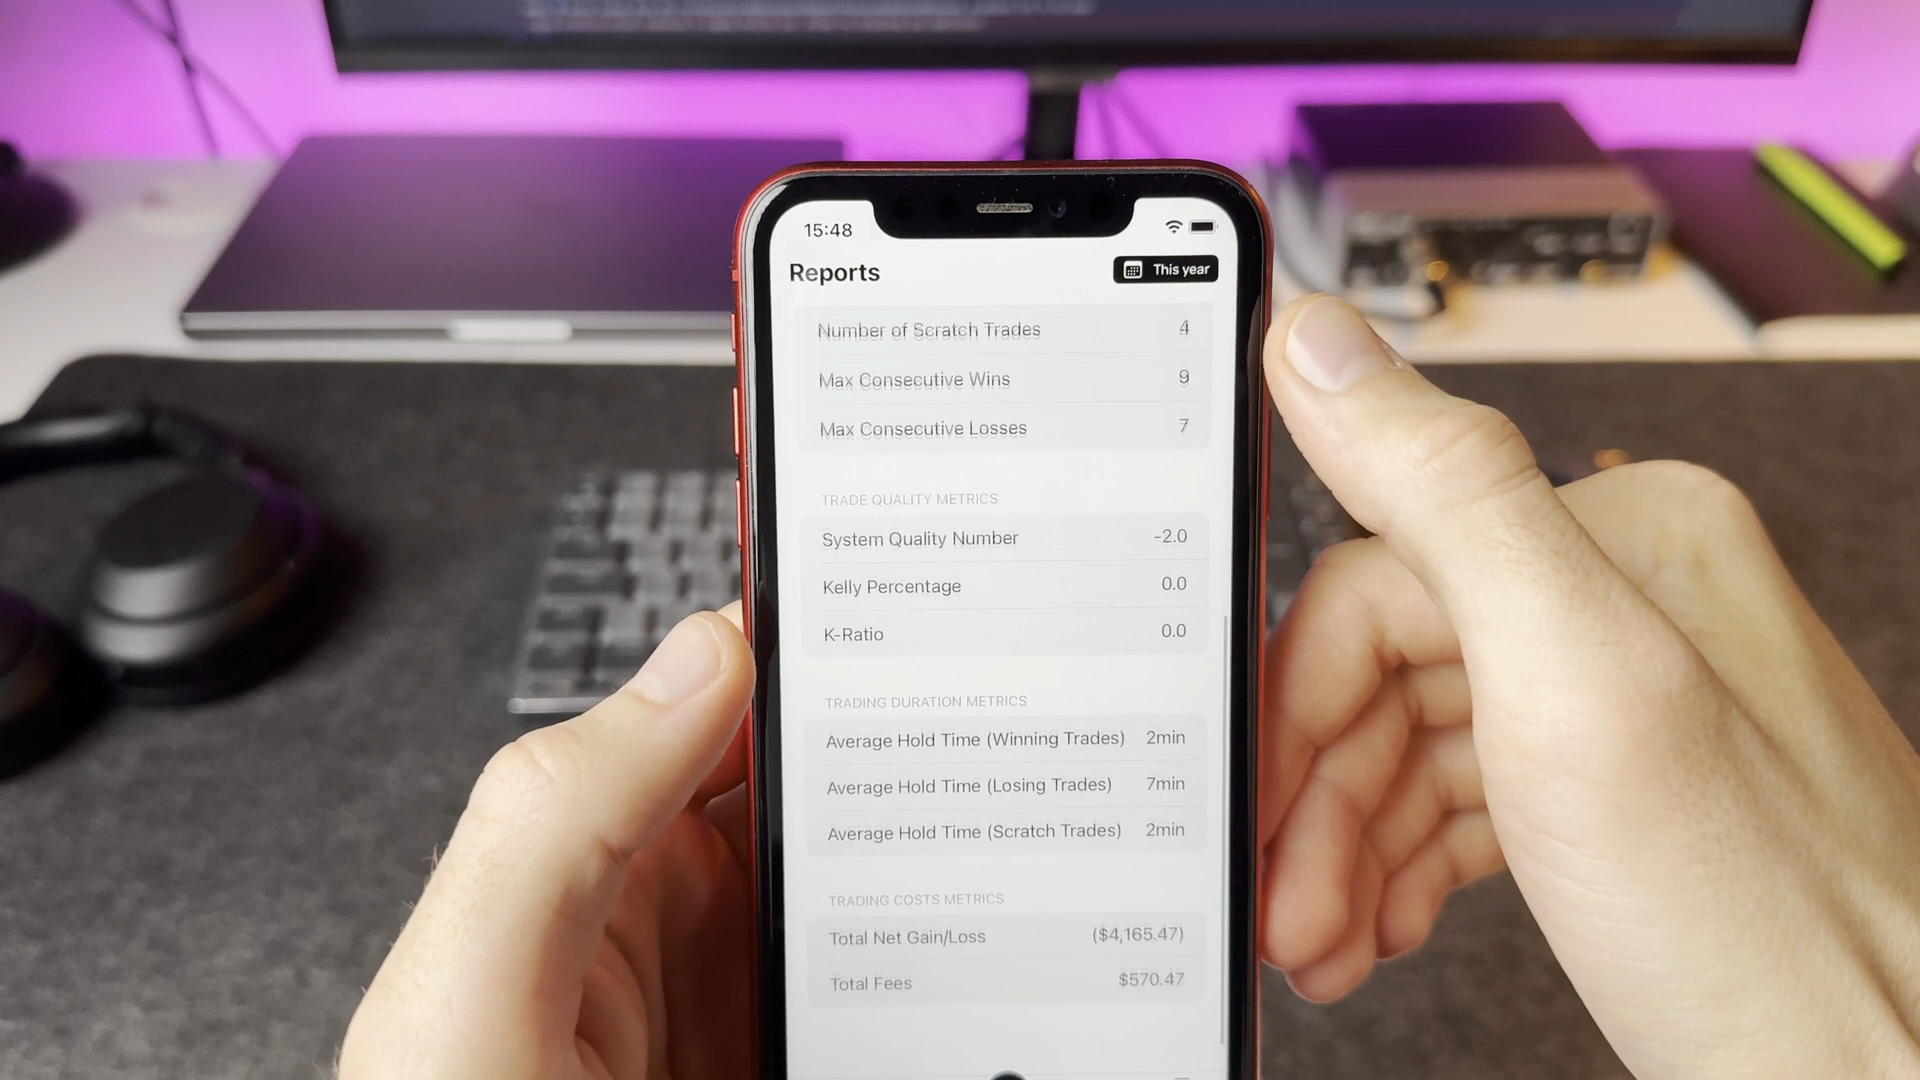 15:48
Reports
This year
Number of Scratch Trades 4
Max Consecutive Wins 9
Max Consecutive Losses 7
TRADE QUALITY METRICS
System Quality Number -2.0
Kelly Percentage 0.0
K-Ratio 0.0
TRADING DURATION METRICS
Average Hold Time (Winning Trades) 2min
Average Hold Time (Losing Trades) 7min
Average Hold Time (Scratch Trades) 2min
TRADING COSTS METRICS
Total Net Gain/Loss ($4,165.47)
Total Fees $570.47